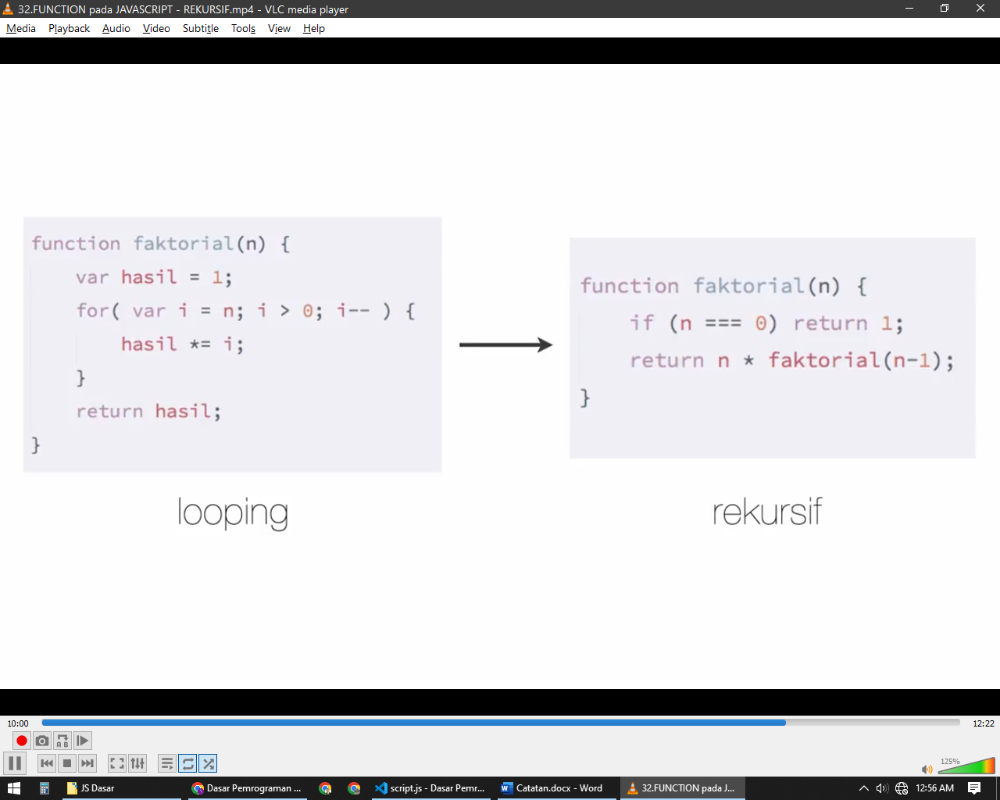 32.FUNCTION pada JAVASCRIPT - REKURSIF.mp4 - VLC media player
Media Playback Audio Video Subtitle Tools View Help
function faktorial(n) {
var hasil = 1;
for( var i = n; i > 0; i-- ) {
hasil *= i;
}
return hasil;
}
looping
function faktorial(n) {
if (n === 0) return 1;
return n * faktorial(n-1);
}
rekursif
10:00
12:22
A B
125%
JS Dasar
Dasar Pemrograman ...
script.js - Dasar Pemr...
Catatan.docx - Word
32.FUNCTION pada J...
12:56 AM